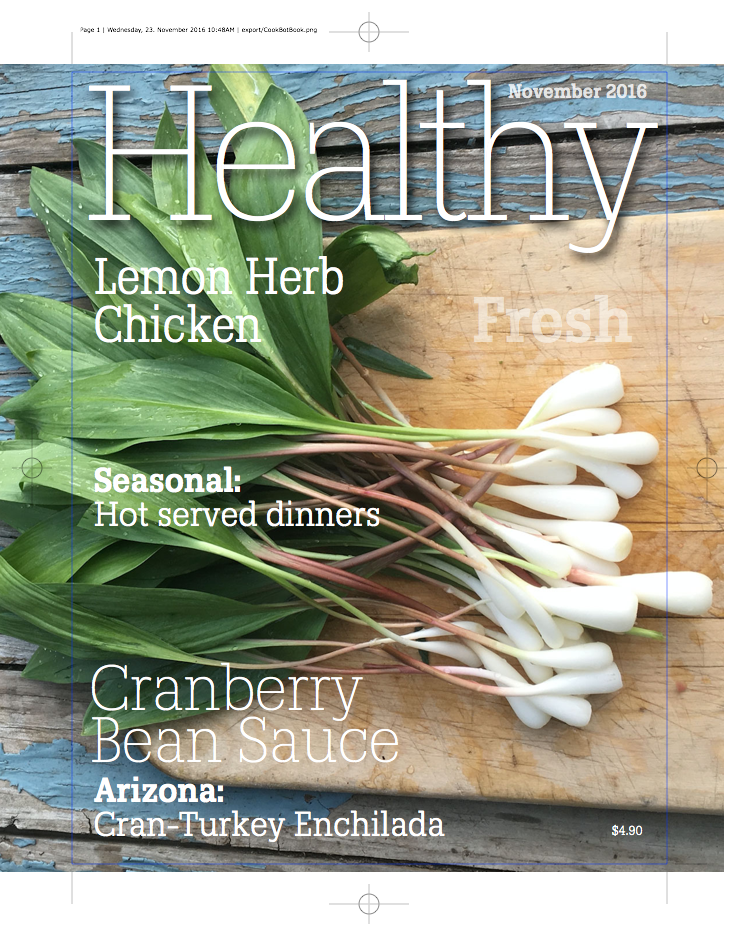 Page 1 | Wednesday, 23. November 2016 10:48AM | export/CookBotBook.png
November 2016
Healthy
Lemon Herb
Chicken
Fresh
Seasonal:
Hot served dinners
Cranberry
Bean Sauce
Arizona:
Cran-Turkey Enchilada
$4.90